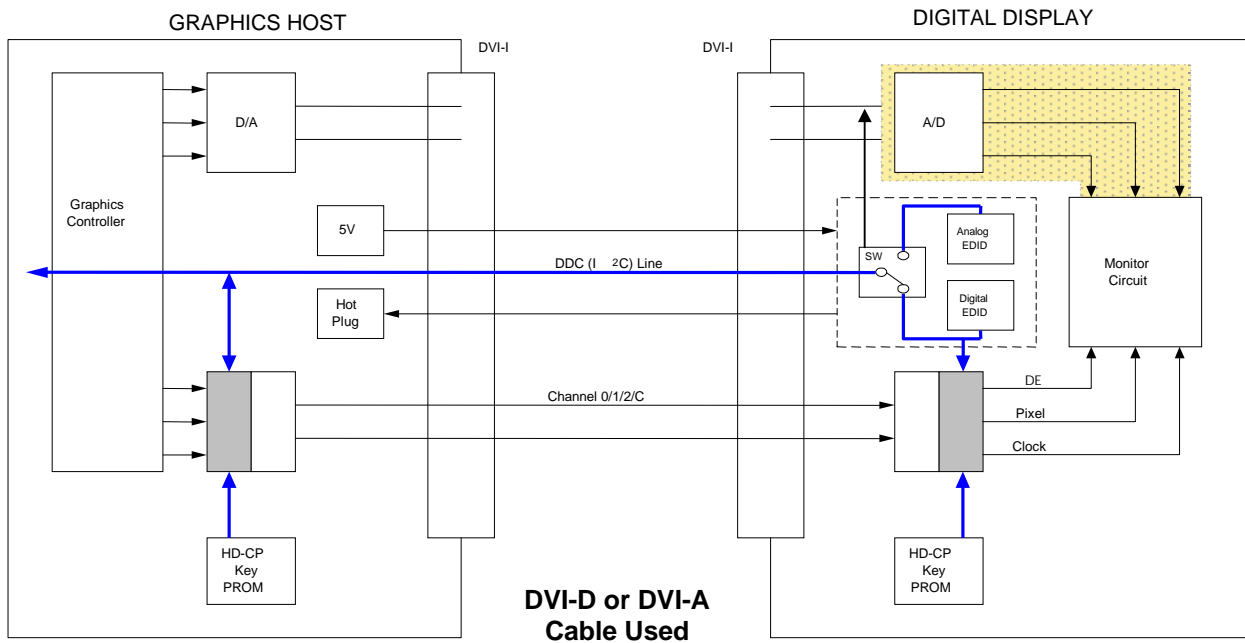 GRAPHICS HOST
DIGITAL DISPLAY
DVI-I
DVI-I
D/A
A/D
Graphics
Controller
5V
Analog
EDID
SW
DDC (I 2C) Line
Monitor
Circuit
Hot
Plug
Digital
EDID
DE
Channel 0/1/2/C
Pixel
Clock
HD-CP
Key
PROM
HD-CP
Key
PROM
DVI-D or DVI-A
Cable Used